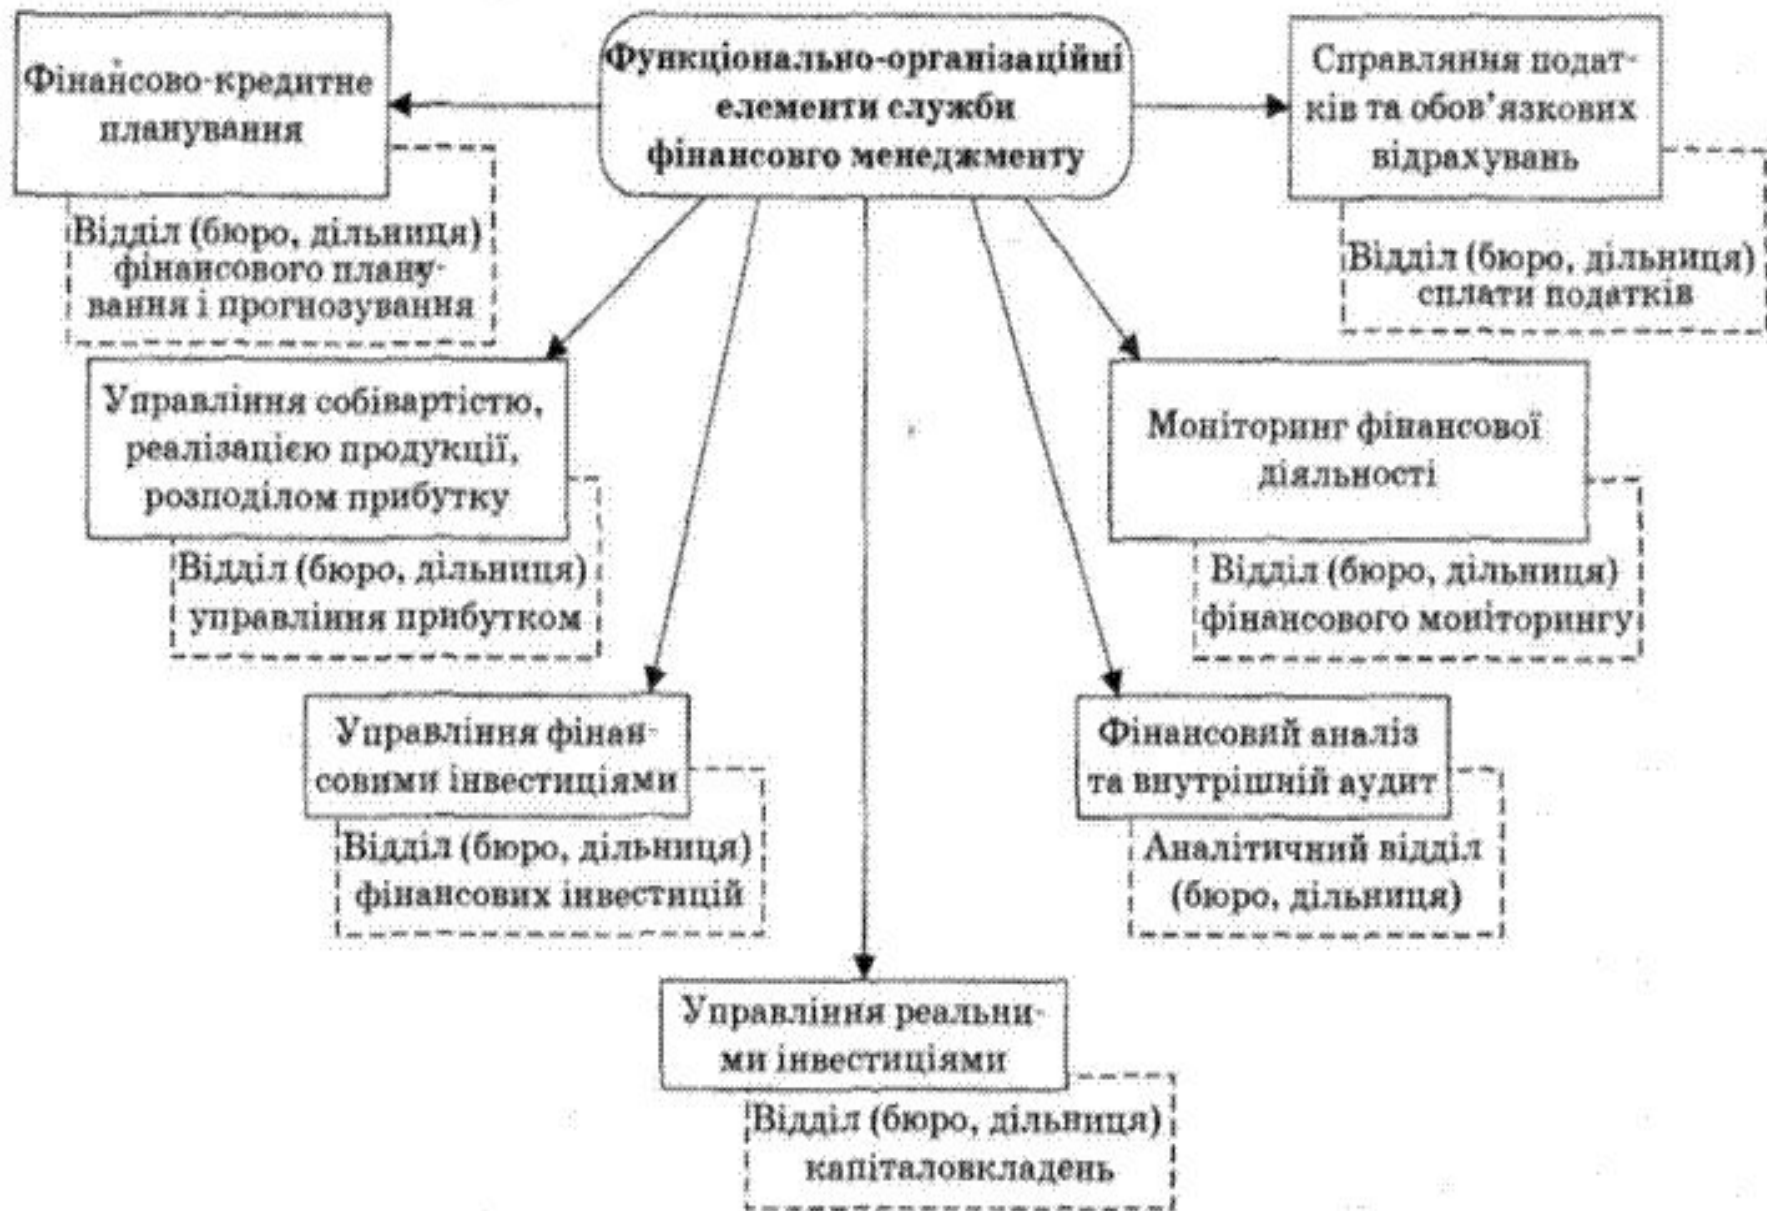 Функціонально-організаційні
елементи служби
фінансовго менеджменту
Фінансово-кредитне
планування
Відділ (бюро, дільниця)
фінансового плану-
вання і прогнозування
Управління собівартістю,
реалізацією продукції,
розподілом прибутку
Відділ (бюро, дільниця)
управління прибутком
Управління фінан-
совими інвестиціями
Відділ (бюро, дільниця)
фінансових інвестицій
Управління реальни-
ми інвестиціями
Відділ (бюро, дільниця)
капіталовкладень
Фінансовий аналіз
та внутрішній аудит
Аналітичний відділ
(бюро, дільниця)
Моніторинг фінансової
діяльності
Відділ (бюро, дільниця)
фінансового моніторингу
Справляння подат-
ків та обов’язкових
відрахувань
Відділ (бюро, дільниця)
сплати податків